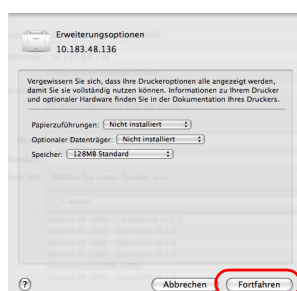 Erweiterungsoptionen
10.183.48.136
Vergewissern Sie sich, dass Ihre Druckeroptionen alle angezeigt werden,
damit Sie sie vollständig nutzen können. Informationen zu Ihrem Drucker
und optionaler Hardware finden Sie in der Dokumentation Ihres Druckers.
Papierzuführungen: Nicht installiert
Optionaler Datenträger: Nicht installiert
Speicher: 128MB Standard
? Abbrechen Fortfahren